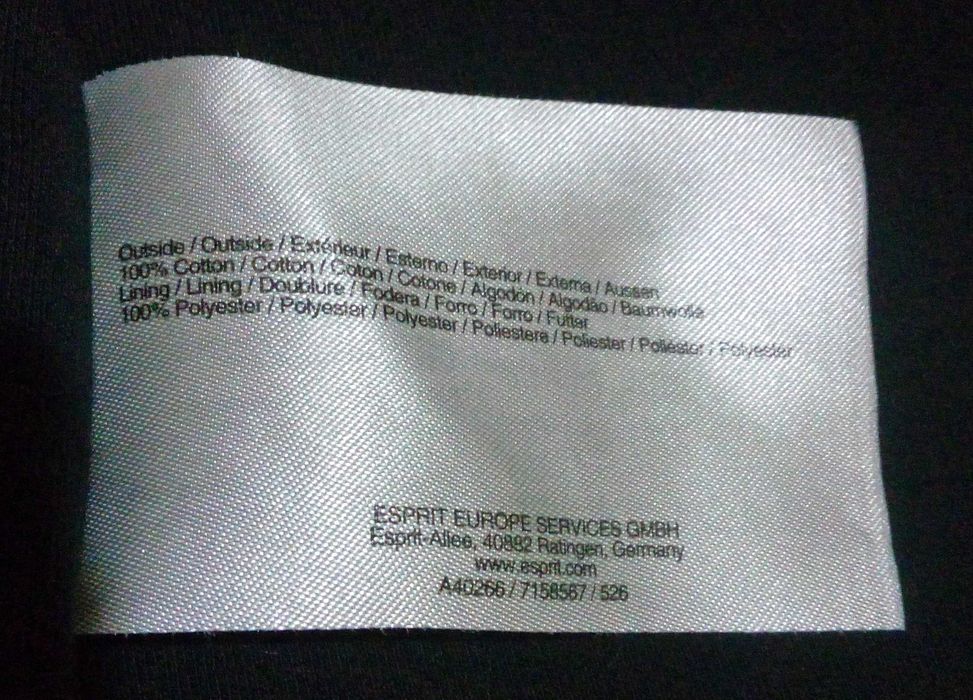 Outside / Outside / Extérieur / Esterno / Exterior / Externa / Aussen
100% Cotton / Cotton / Coton / Cotone / Algodón / Algodão / Baumwolle
Lining / Lining / Doublure / Fodera / Forro / Forro / Futter
100% Polyester / Polyester / Polyester / Poliestere / Poliester / Poliester / Polyester
ESPRIT EUROPE SERVICES GMBH
Esprit-Allee, 40882 Ratingen, Germany
www.esprit.com
A40266 / 7158567 / 526